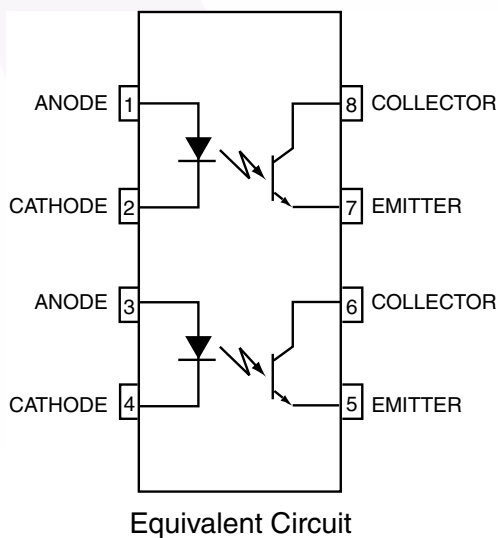 ANODE 1 8 COLLECTOR
CATHODE 2 7 EMITTER
ANODE 3 6 COLLECTOR
CATHODE 4 5 EMITTER
Equivalent Circuit